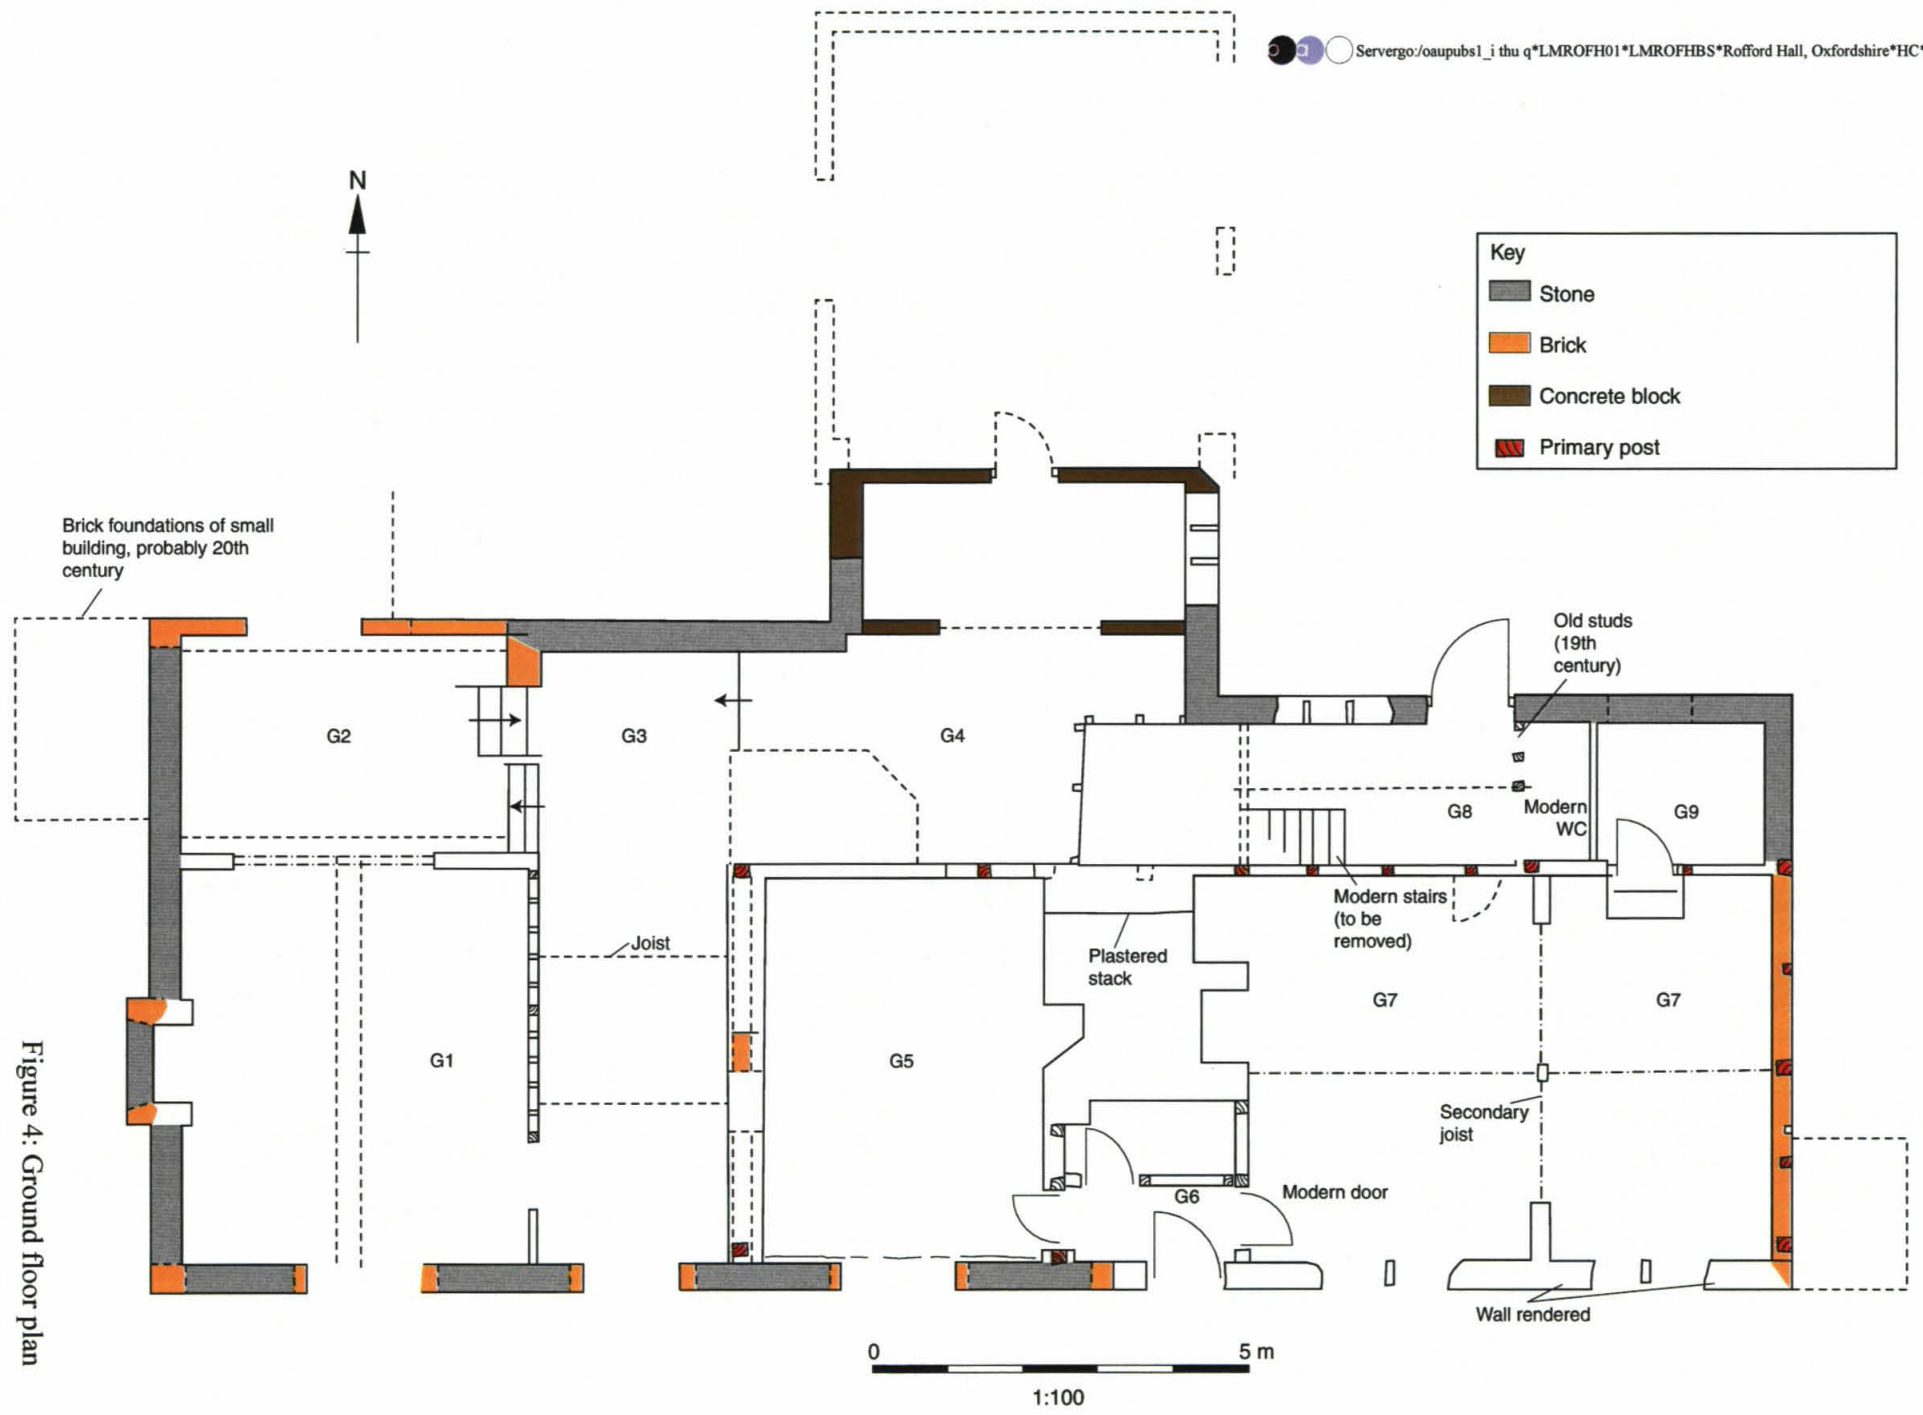 Servergo:/oaupubs1_i thu q*LMROFH01*LMROFHBS*Rofford Hall, Oxfordshire*HC*
N
Key
Stone
Brick
Concrete block
Primary post
Brick foundations of small
building, probably 20th
century
Old studs
(19th
century)
G2
G3
G4
G8
Modern
WC
G9
Modern stairs
(to be
removed)
Joist
Plastered
stack
G7
G7
G1
G5
Secondary
joist
G6
Modern door
Wall rendered
0
5 m
1:100
Figure 4: Ground floor plan